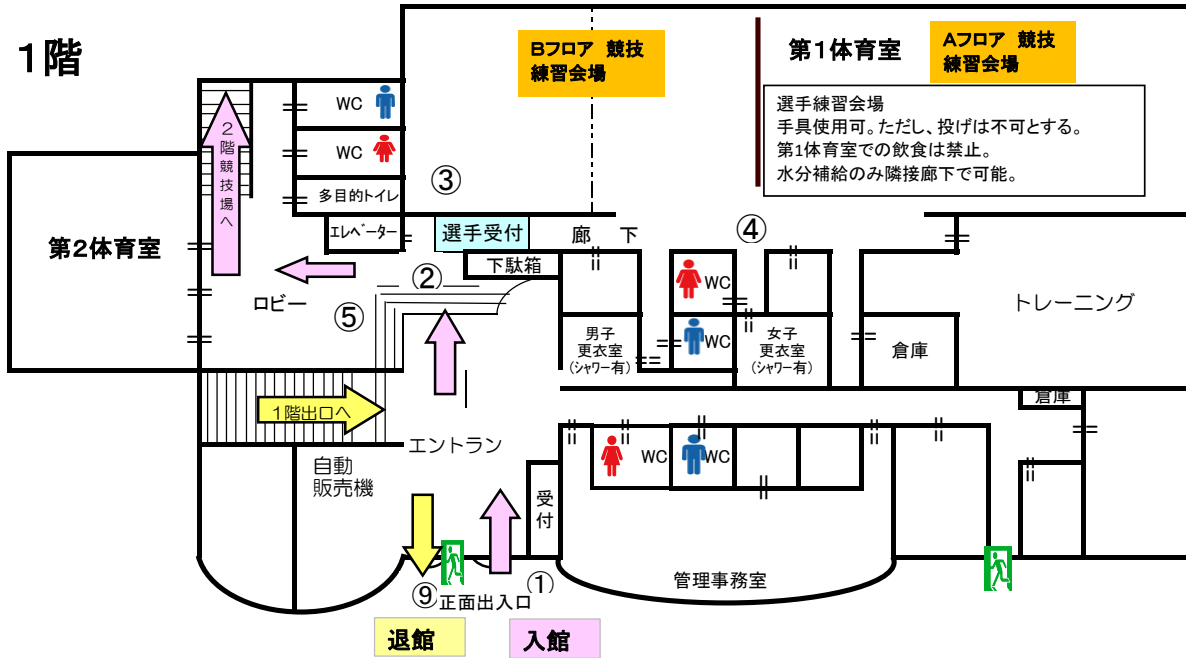 1階
Bフロア 競技
練習会場
第1体育室
Aフロア 競技
練習会場
選手練習会場
手具使用可。ただし、投げは不可とする。
第1体育室での飲食は禁止。
水分補給のみ隣接廊下で可能。
WC
WC
多目的トイレ
2階競技場へ
③
エレベーター
選手受付
廊 下
④
第2体育室
下駄箱
②
ロビー
⑤
WC
トレーニング
男子
更衣室
(シャワー有)
WC
女子
更衣室
(シャワー有)
倉庫
倉庫
1階出口へ
エントラン
自動
販売機
WC
WC
受付
管理事務室
①
⑨
正面出入口
退館
入館